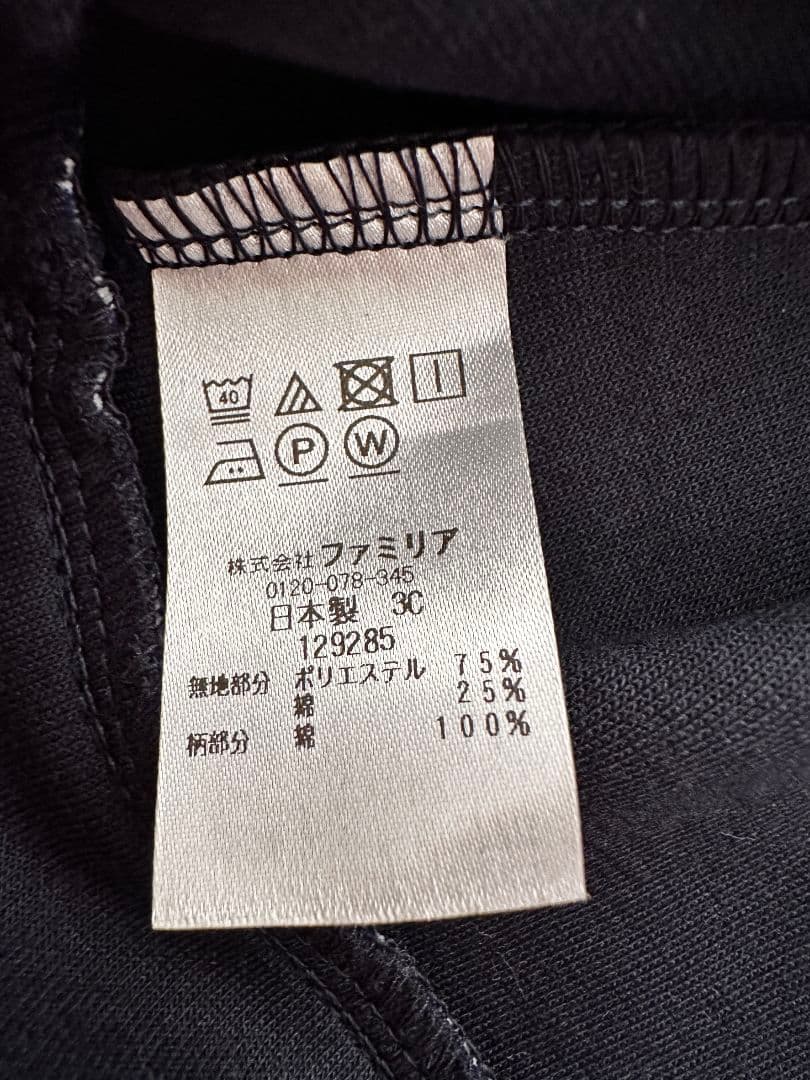 40
P W
株式会社 ファミリア
0120-078-345
日本製 3C
129285
無地部分 ポリエステル 75%
綿 25%
柄部分 綿 100%